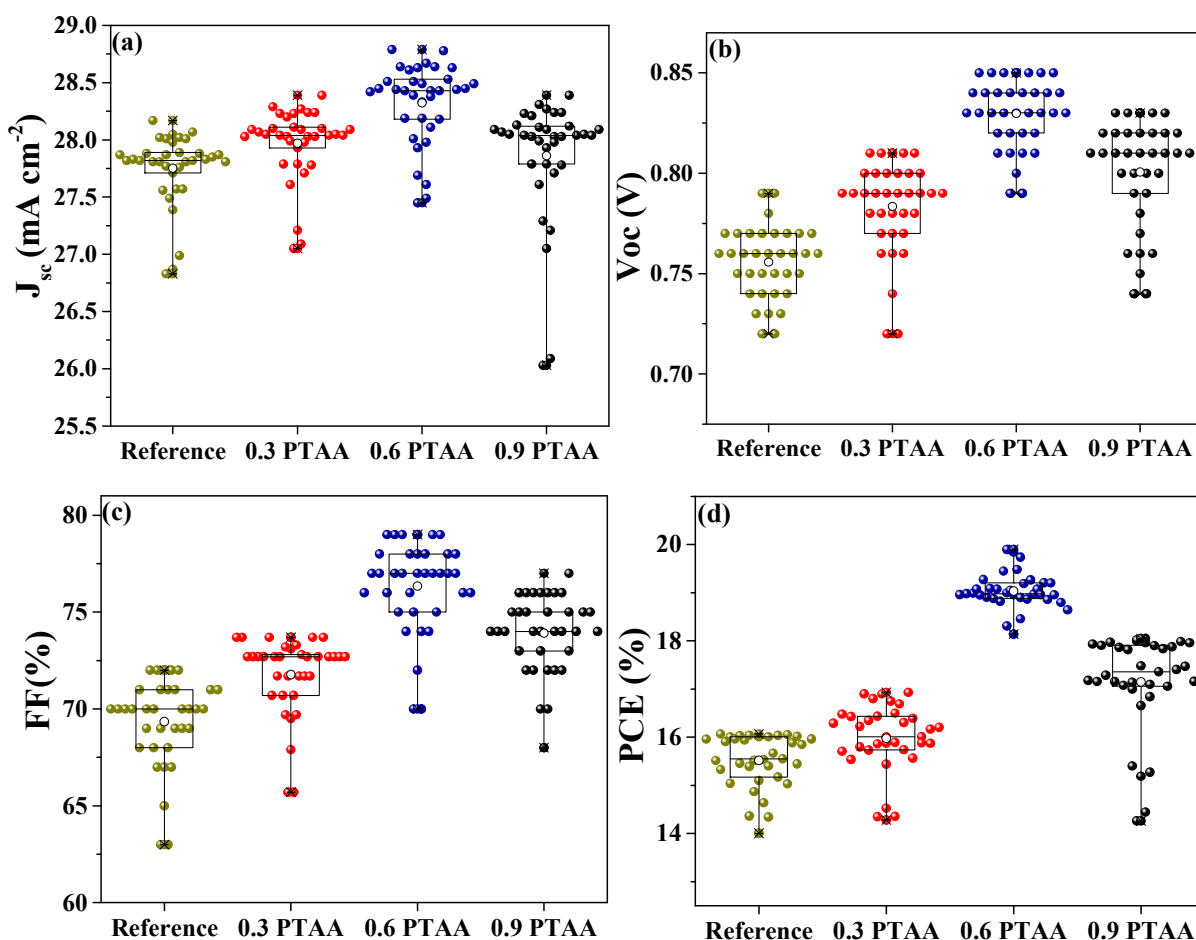 (a)
J_sc (mA cm^-2)
29.0
28.5
28.0
27.5
27.0
26.5
26.0
25.5
Reference 0.3 PTAA 0.6 PTAA 0.9 PTAA
(b)
Voc (V)
0.85
0.80
0.75
0.70
Reference 0.3 PTAA 0.6 PTAA 0.9 PTAA
(c)
FF(%)
80
75
70
65
60
Reference 0.3 PTAA 0.6 PTAA 0.9 PTAA
(d)
PCE (%)
20
18
16
14
Reference 0.3 PTAA 0.6 PTAA 0.9 PTAA